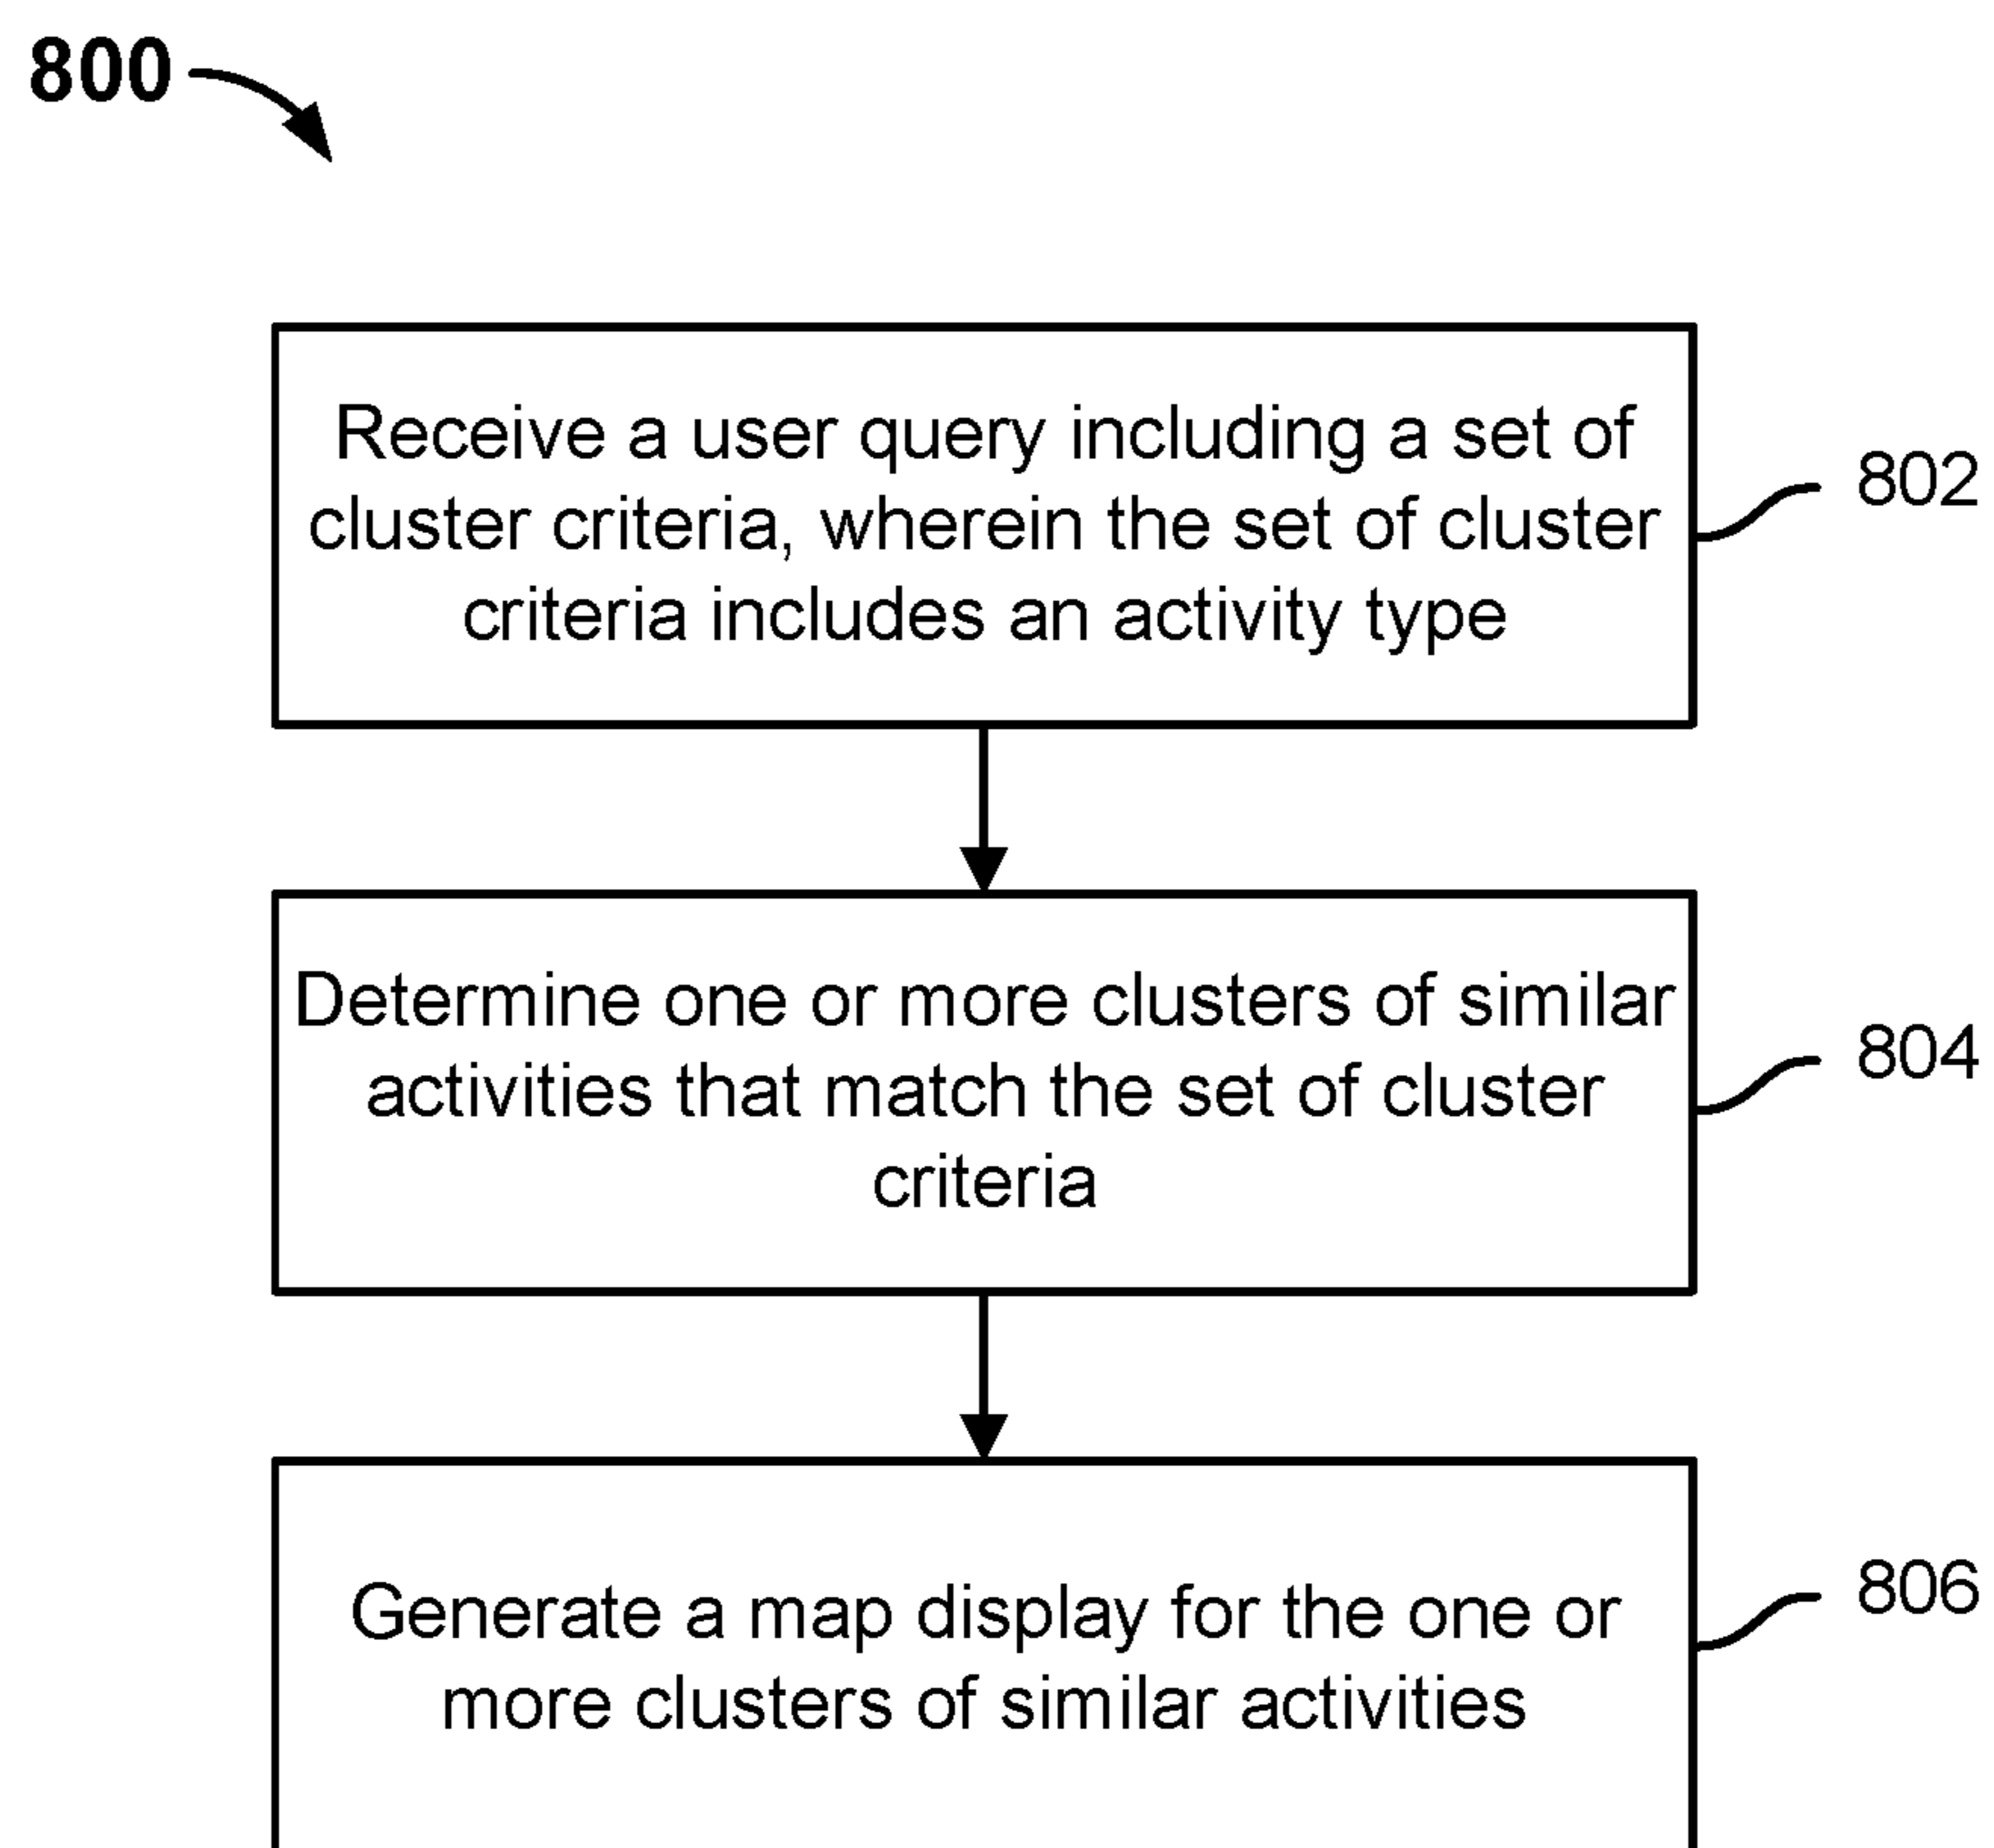 800
Receive a user query including a set of
cluster criteria, wherein the set of cluster
criteria includes an activity type
802
Determine one or more clusters of similar
activities that match the set of cluster
criteria
804
Generate a map display for the one or
more clusters of similar activities
806